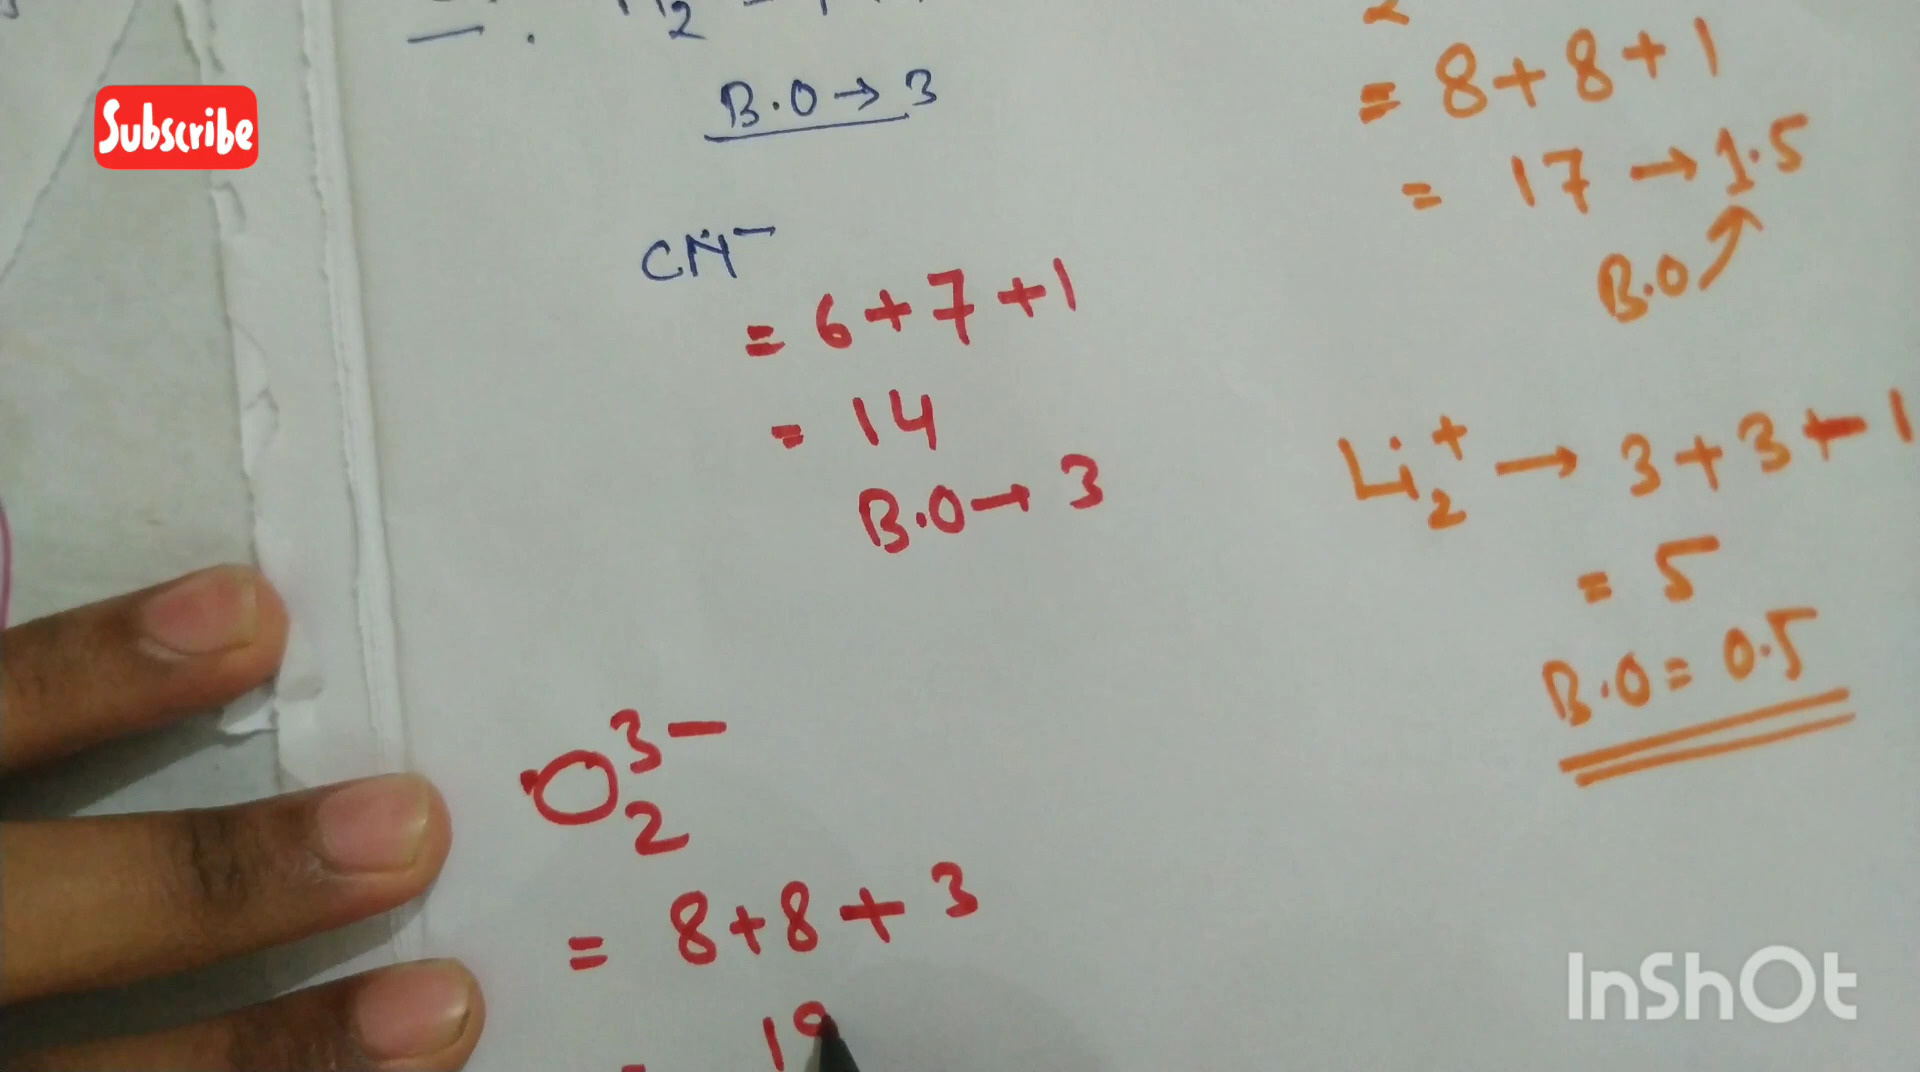 Subscribe
B.O → 3
CN⁻
= 6 + 7 + 1
= 14
B.O → 3
O₂³⁻
= 8 + 8 + 3
= 19
= 8 + 8 + 1
= 17 → 1.5
B.O
Li₂⁺ → 3 + 3 - 1
= 5
B.O = 0.5
InShOt